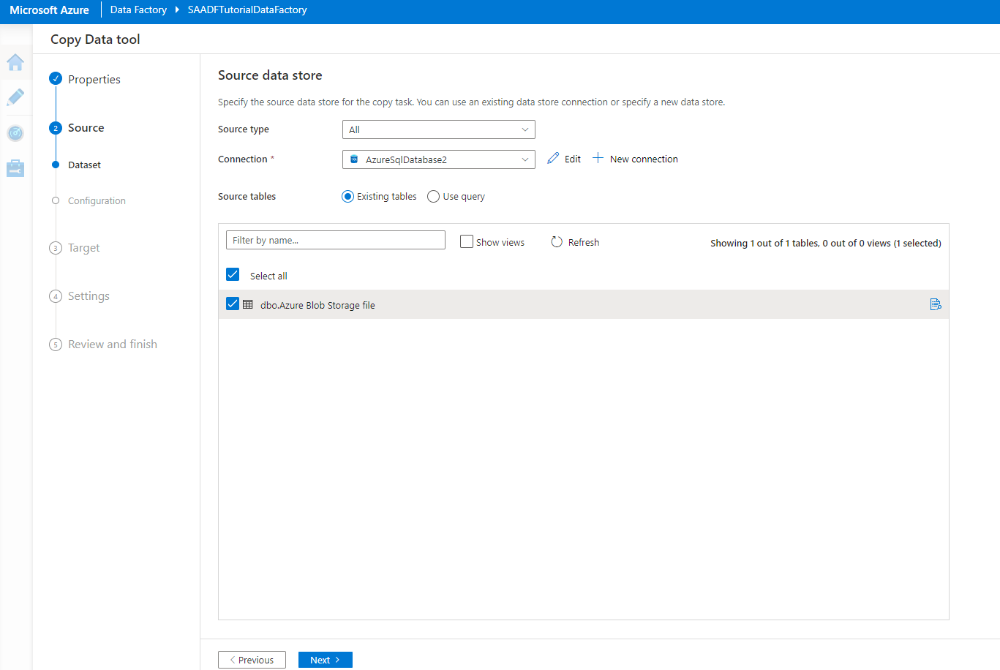 Microsoft Azure Data Factory SAADFTutorialDataFactory
Copy Data tool
Properties
2 Source
Dataset
Configuration
3 Target
4 Settings
5 Review and finish
Source data store
Specify the source data store for the copy task. You can use an existing data store connection or specify a new data store.
Source type All
Connection * AzureSqlDatabase2 Edit New connection
Source tables Existing tables Use query
Filter by name... Show views Refresh Showing 1 out of 1 tables, 0 out of 0 views (1 selected)
Select all
dbo.Azure Blob Storage file
Previous Next